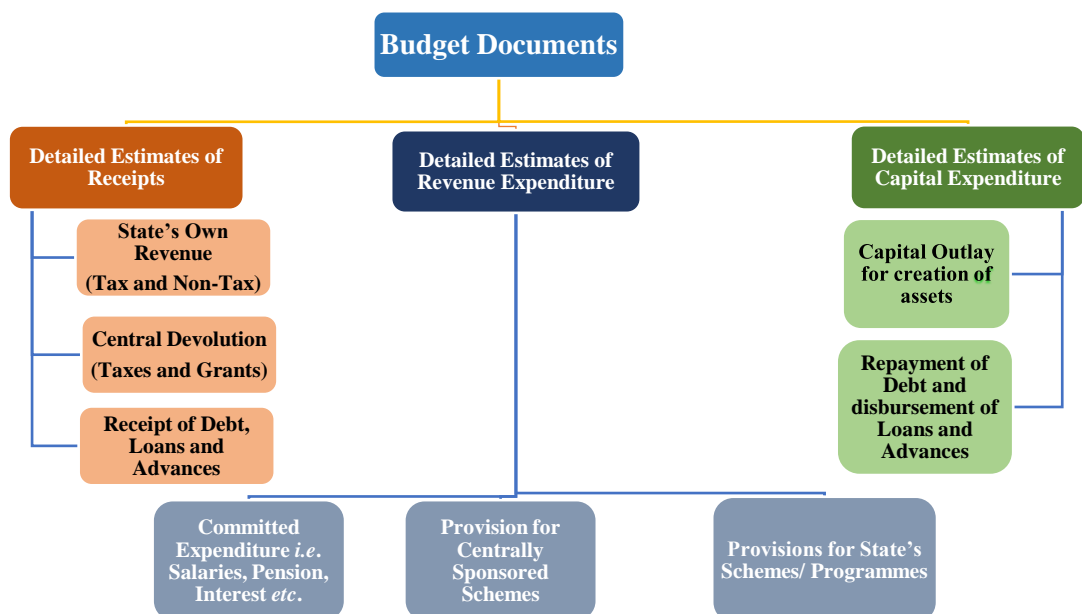 Budget Documents
Detailed Estimates of
Receipts
Detailed Estimates of
Revenue Expenditure
Detailed Estimates of
Capital Expenditure
State's Own
Revenue
(Tax and Non-Tax)
Central Devolution
(Taxes and Grants)
Receipt of Debt,
Loans and
Advances
Capital Outlay
for creation of
assets
Repayment of
Debt and
disbursement of
Loans and
Advances
Committed
Expenditure i.e.
Salaries, Pension,
Interest etc.
Provision for
Centrally
Sponsored
Schemes
Provisions for State's
Schemes/ Programmes